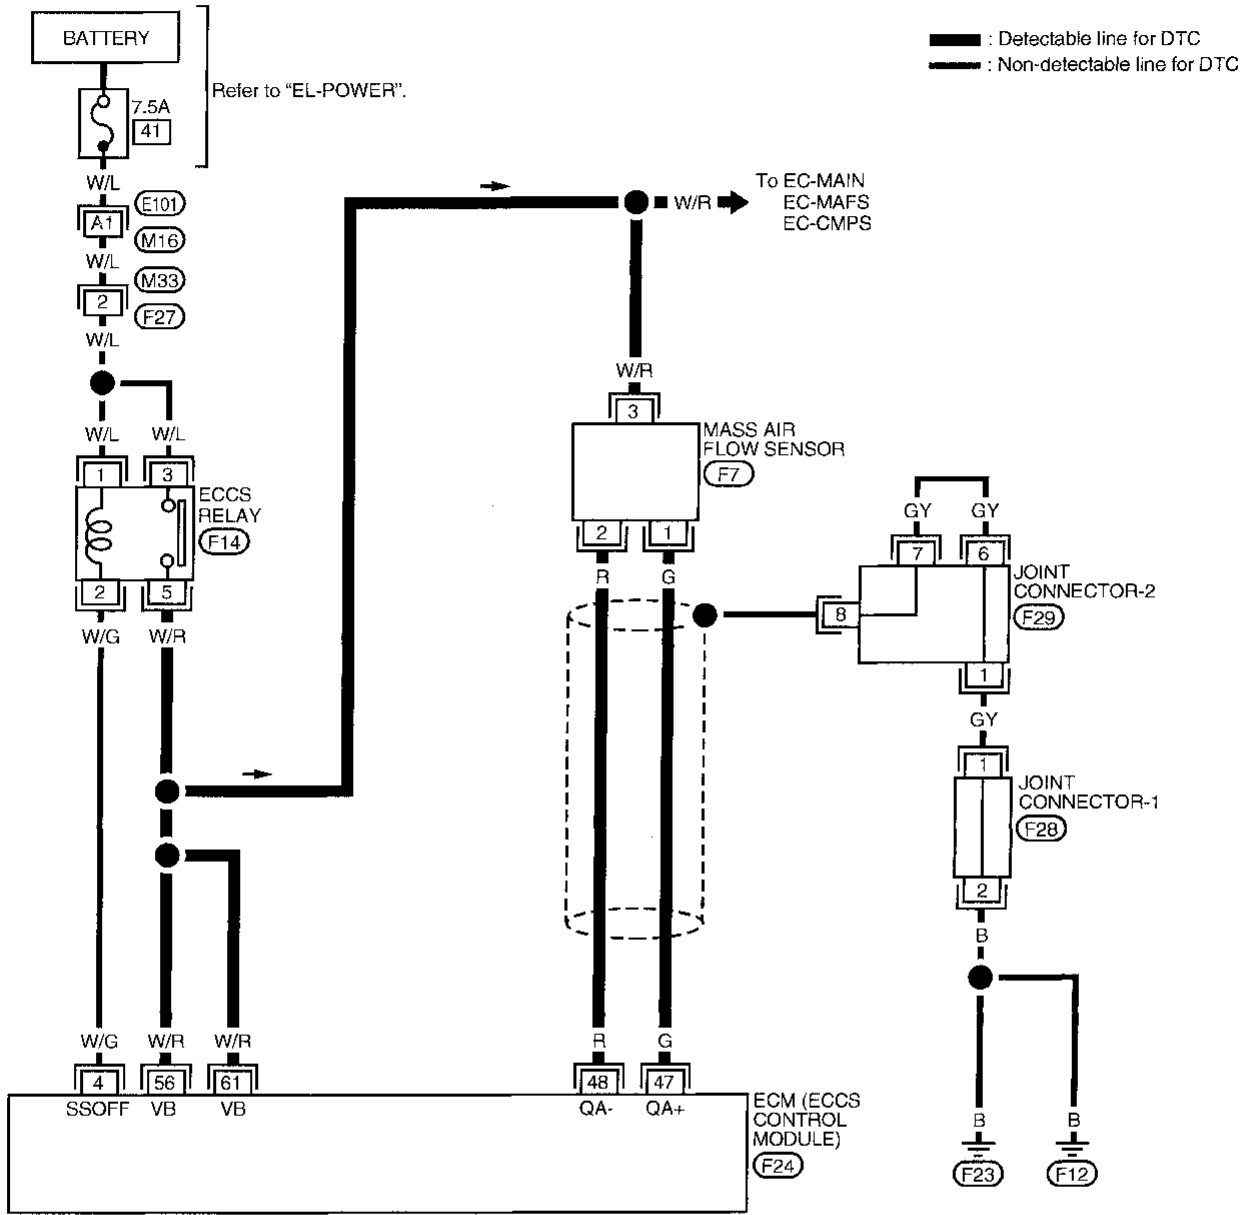 BATTERY
: Detectable line for DTC
: Non-detectable line for DTC
Refer to “EL-POWER”.
7.5A
41
W/L
E101
A1
M16
W/L
M33
2
F27
W/L
To EC-MAIN
EC-MAFS
EC-CMPS
W/R
W/R
3
MASS AIR
FLOW SENSOR
F7
2 1
R G
W/L W/L
1 3
ECCS
RELAY
F14
2 5
W/G W/R
GY GY
7 6
JOINT
CONNECTOR-2
F29
8
1
GY
1
JOINT
CONNECTOR-1
F28
2
B
W/G W/R W/R R G
4 56 61 48 47
SSOFF VB VB QA- QA+
ECM (ECCS
CONTROL
MODULE)
F24
B B
F23 F12